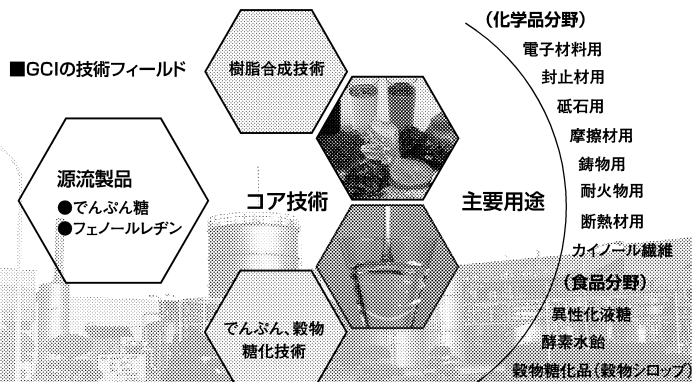 ■GCIの技術フィールド
樹脂合成技術
源流製品
●でんぷん糖
●フェノールレヂン
コア技術
でんぷん、穀物
糖化技術
主要用途
（化学品分野）
電子材料用
封止材用
砥石用
摩擦材用
鋳物用
耐火物用
断熱材用
カイノール繊維
（食品分野）
異性化液糖
酵素水飴
穀物糖化品（穀物シロップ）